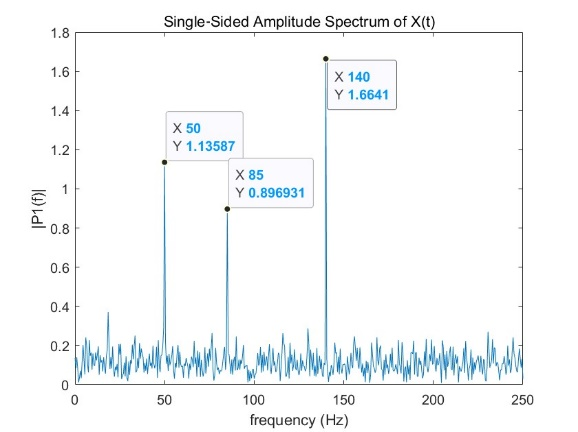 Single-Sided Amplitude Spectrum of X(t)
1.8
1.6
1.4
1.2
1
0.8
0.6
0.4
0.2
0
|P1(f)|
X 140
Y 1.6641
X 50
Y 1.13587
X 85
Y 0.896931
0 50 100 150 200 250
frequency (Hz)